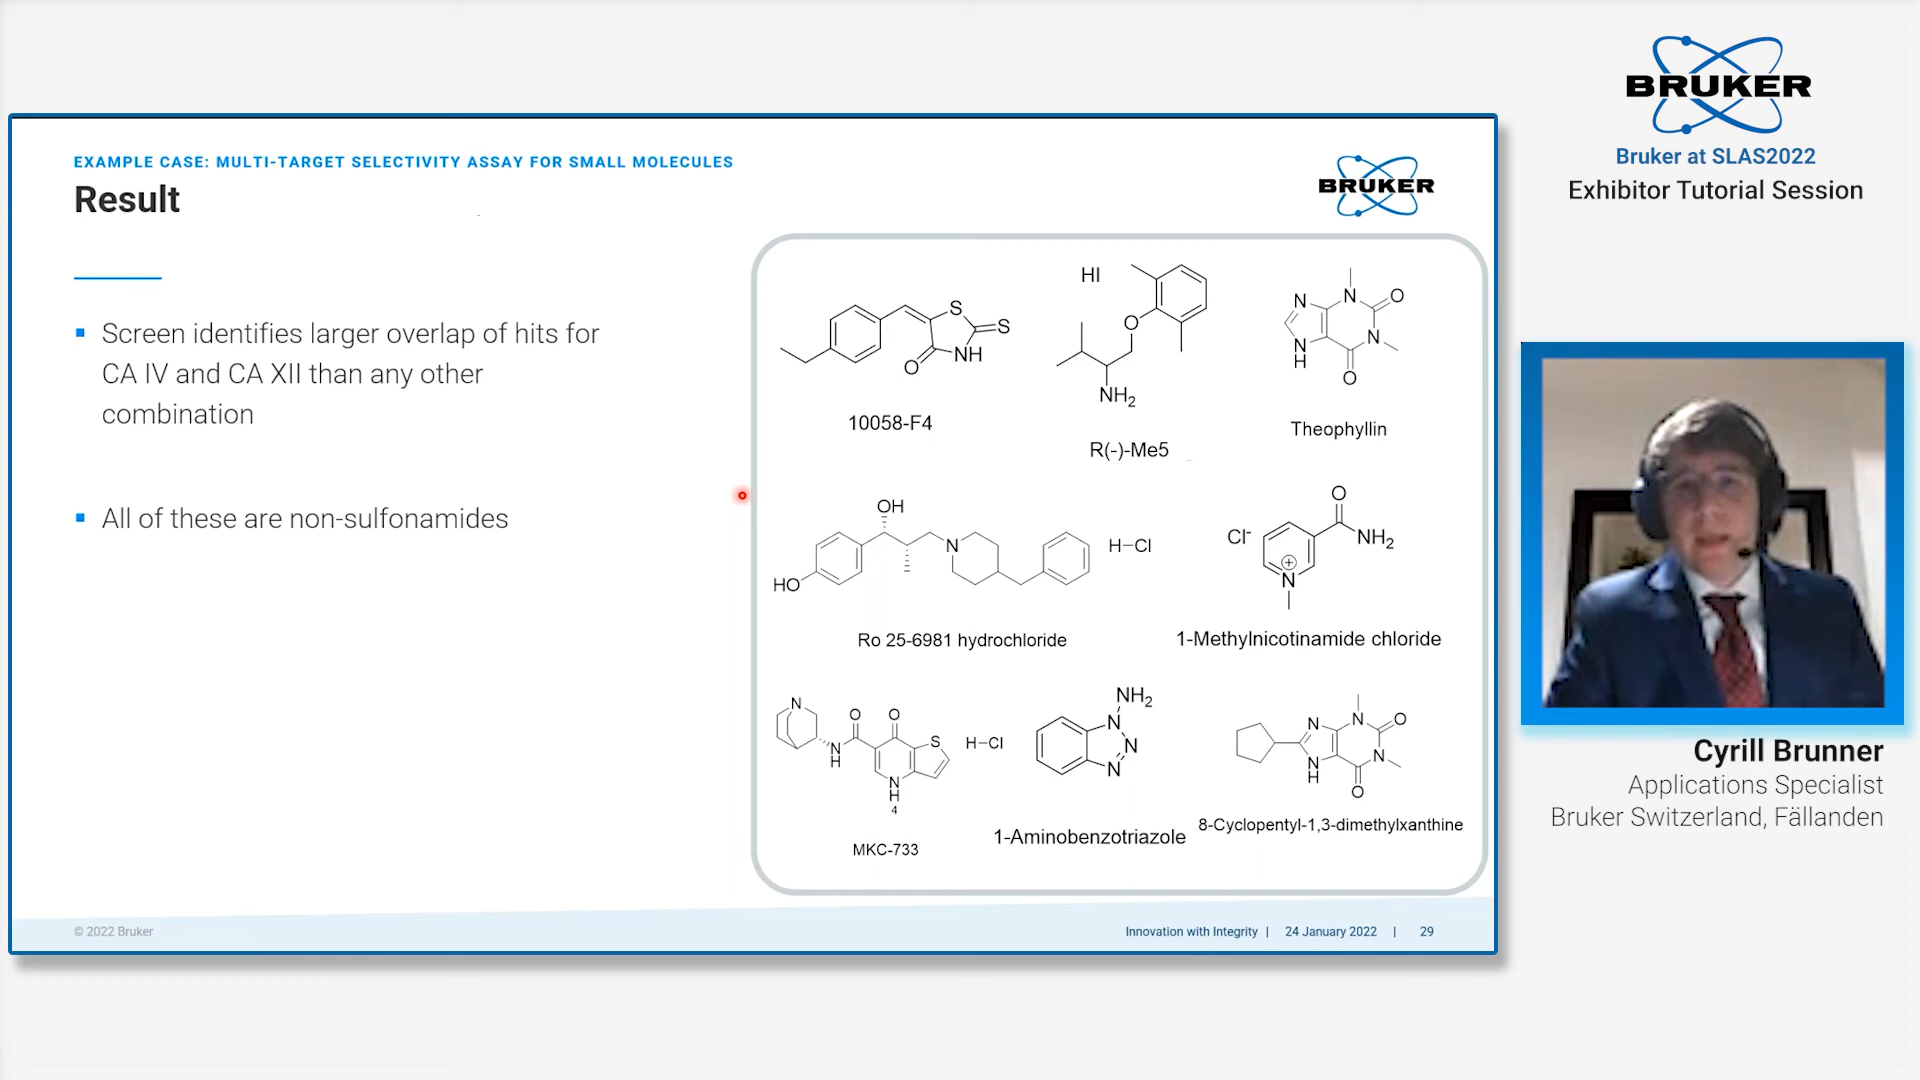 BRUKER
Bruker at SLAS2022
Exhibitor Tutorial Session
EXAMPLE CASE: MULTI-TARGET SELECTIVITY ASSAY FOR SMALL MOLECULES
Result
BRUKER
Screen identifies larger overlap of hits for
CA IV and CA XII than any other
combination
All of these are non-sulfonamides
S
S
NH
O
10058-F4
HI
O
NH2
R(-)-Me5
N
N
O
N
N
H
O
Theophyllin
OH
N
HO
H-Cl
Ro 25-6981 hydrochloride
O
Cl-
NH2
+
N
1-Methylnicotinamide chloride
N
O
O
S
N
H
N
H
4
H-Cl
MKC-733
NH2
N
N
N
1-Aminobenzotriazole
N
N
O
N
N
H
O
8-Cyclopentyl-1,3-dimethylxanthine
© 2022 Bruker
Innovation with Integrity | 24 January 2022 | 29
Cyrill Brunner
Applications Specialist
Bruker Switzerland, Fällanden